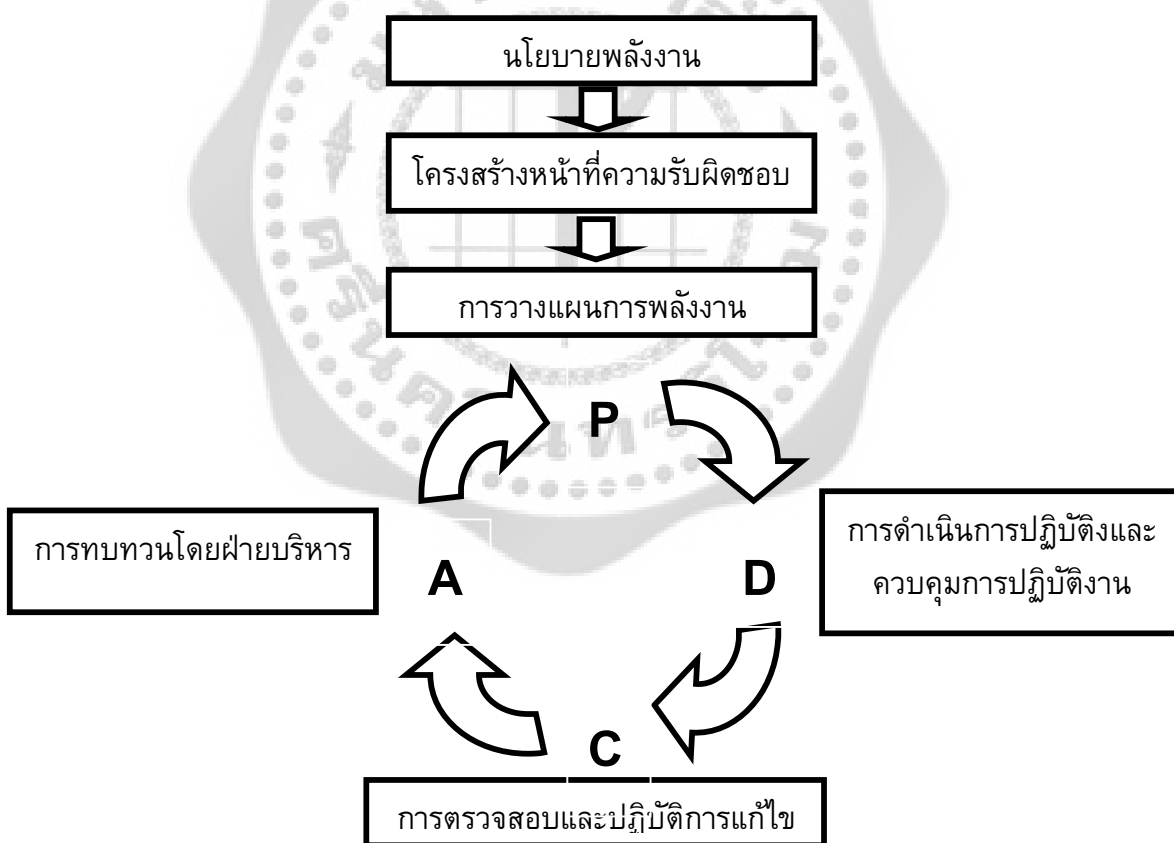 นโยบายพลังงาน
โครงสร้างหน้าที่ความรับผิดชอบ
การวางแผนการพลังงาน
P
การทบทวนโดยฝ่ายบริหาร
A
D
การดำเนินการปฏิบัติงและ
ควบคุมการปฏิบัติงาน
C
การตรวจสอบและปฏิบัติการแก้ไข